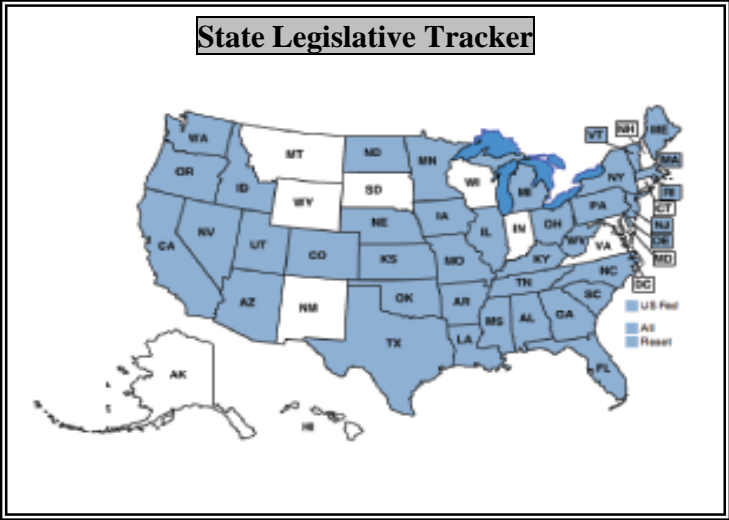 State Legislative Tracker
WA
MT
ND
MN
VT
NH
ME
OR
ID
SD
WI
MI
NY
MA
WY
RI
CT
NV
NE
IA
PA
NJ
CA
UT
CO
IL
IN
OH
DE
KS
MO
WV
VA
MD
KY
DC
AZ
NM
OK
AR
TN
NC
SC
US Fed
TX
LA
MS
AL
GA
All
Reset
FL
AK
HI